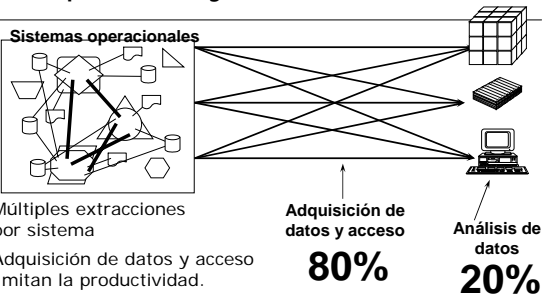 Sistemas operacionales
Múltiples extracciones
por sistema
Adquisición de datos y acceso
limitan la productividad.
Adquisición de
datos y acceso
80%
Análisis de
datos
20%